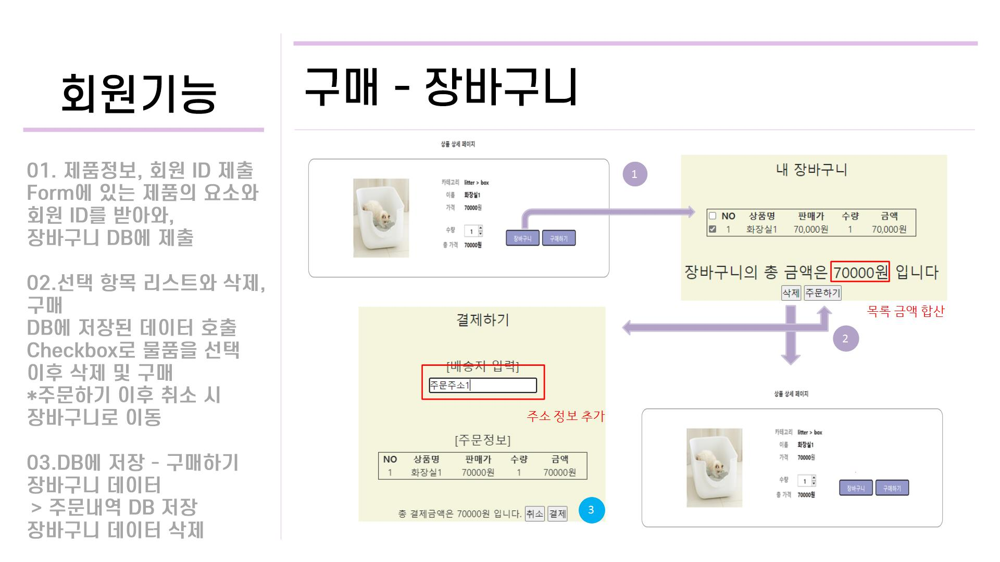 회원기능
01. 제품정보, 회원 ID 제출
Form에 있는 제품의 요소와
회원 ID를 받아와,
장바구니 DB에 제출
02.선택 항목 리스트와 삭제,
구매
DB에 저장된 데이터 호출
Checkbox로 물품을 선택
이후 삭제 및 구매
*주문하기 이후 취소 시
장바구니로 이동
03.DB에 저장 - 구매하기
장바구니 데이터
> 주문내역 DB 저장
장바구니 데이터 삭제
구매 - 장바구니
상품 상세 페이지
카테고리 litter > box
이름 화장실1
가격 70000원
수량 1
총 가격 70000원
장바구니 구매하기
1
내 장바구니
NO 상품명 판매가 수량 금액
1 화장실1 70,000원 1 70,000원
장바구니의 총 금액은 70000원 입니다
삭제 주문하기
목록 금액 합산
2
결제하기
[배송지 입력]
주문주소1
주소 정보 추가
[주문정보]
NO 상품명 판매가 수량 금액
1 화장실1 70000원 1 70000원
총 결제금액은 70000원 입니다. 취소 결제
3
상품 상세 페이지
카테고리 litter > box
이름 화장실1
가격 70000원
수량 1
총 가격 70000원
장바구니 구매하기